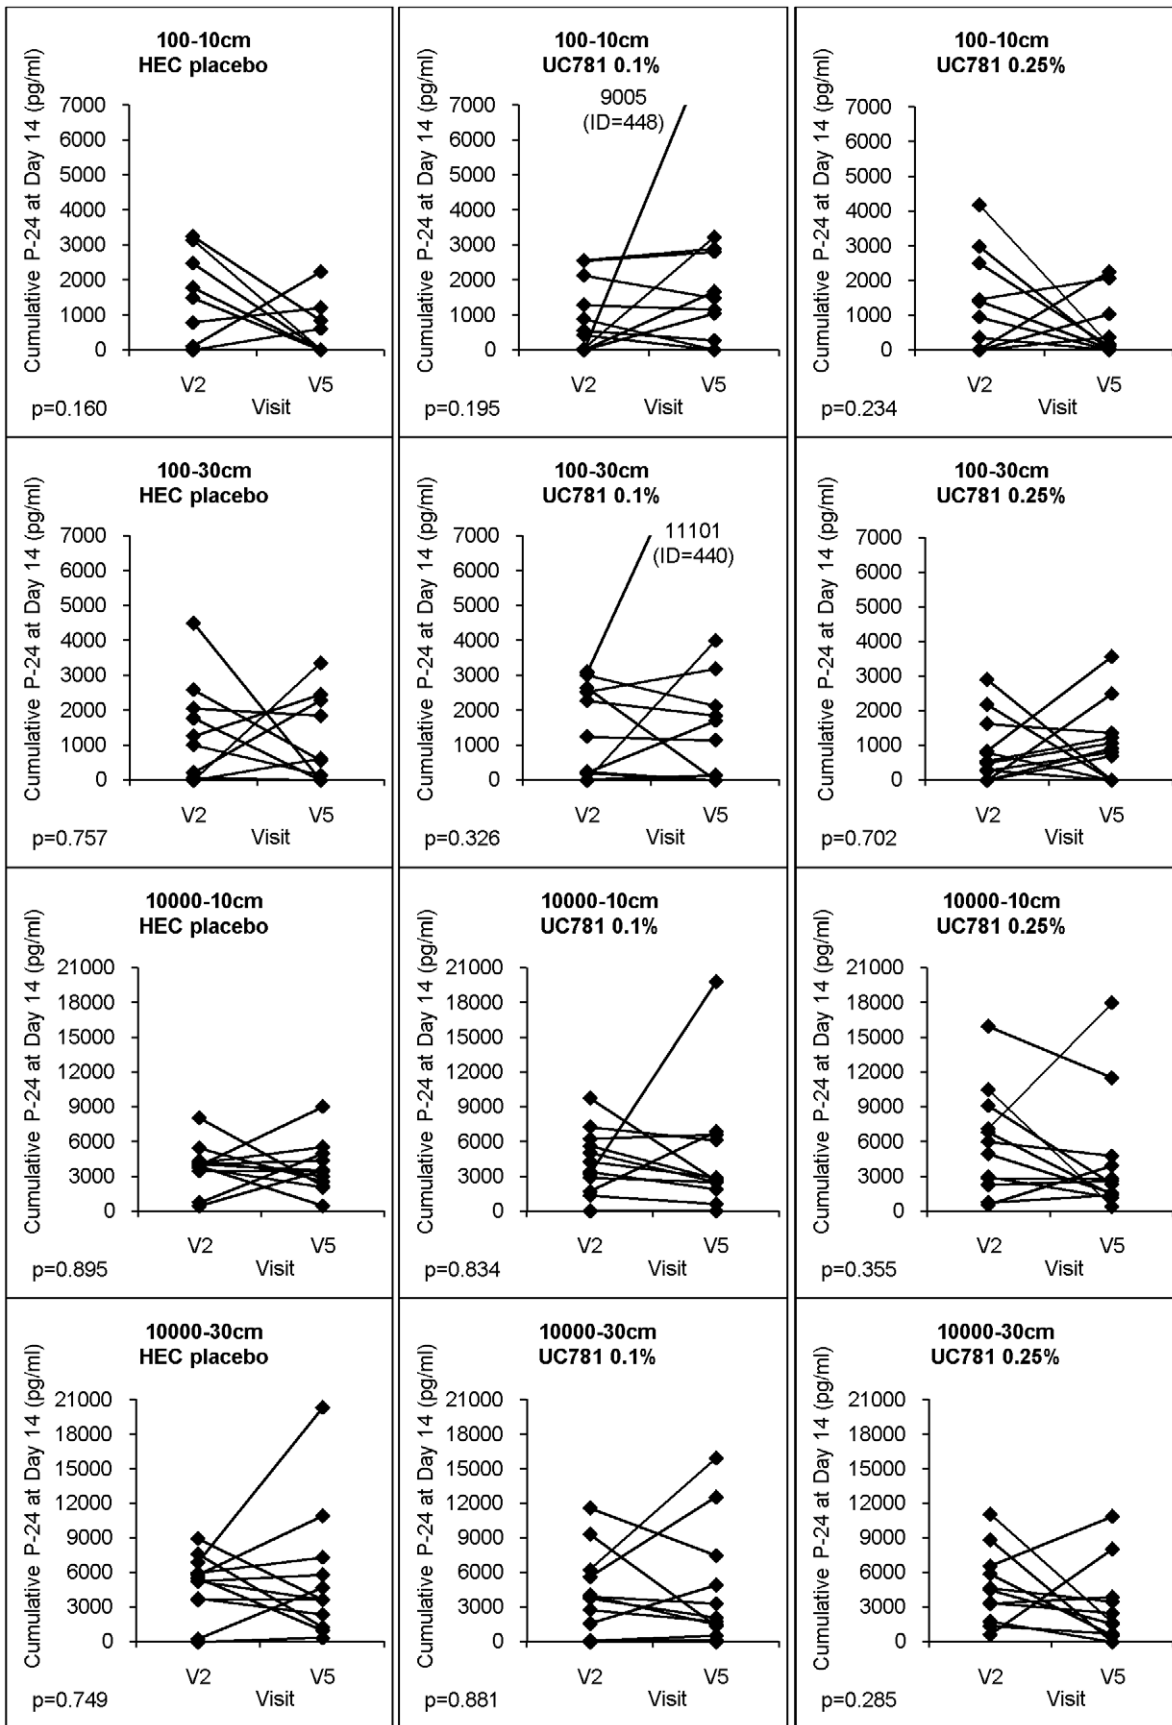 100-10cm
HEC placebo
Cumulative P-24 at Day 14 (pg/ml)
7000
6000
5000
4000
3000
2000
1000
0
V2 V5
p=0.160 Visit
100-10cm
UC781 0.1%
9005
(ID=448)
Cumulative P-24 at Day 14 (pg/ml)
7000
6000
5000
4000
3000
2000
1000
0
V2 V5
p=0.195 Visit
100-10cm
UC781 0.25%
Cumulative P-24 at Day 14 (pg/ml)
7000
6000
5000
4000
3000
2000
1000
0
V2 V5
p=0.234 Visit
100-30cm
HEC placebo
Cumulative P-24 at Day 14 (pg/ml)
7000
6000
5000
4000
3000
2000
1000
0
V2 V5
p=0.757 Visit
100-30cm
UC781 0.1%
11101
(ID=440)
Cumulative P-24 at Day 14 (pg/ml)
7000
6000
5000
4000
3000
2000
1000
0
V2 V5
p=0.326 Visit
100-30cm
UC781 0.25%
Cumulative P-24 at Day 14 (pg/ml)
7000
6000
5000
4000
3000
2000
1000
0
V2 V5
p=0.702 Visit
10000-10cm
HEC placebo
Cumulative P-24 at Day 14 (pg/ml)
21000
18000
15000
12000
9000
6000
3000
0
V2 V5
p=0.895 Visit
10000-10cm
UC781 0.1%
Cumulative P-24 at Day 14 (pg/ml)
21000
18000
15000
12000
9000
6000
3000
0
V2 V5
p=0.834 Visit
10000-10cm
UC781 0.25%
Cumulative P-24 at Day 14 (pg/ml)
21000
18000
15000
12000
9000
6000
3000
0
V2 V5
p=0.355 Visit
10000-30cm
HEC placebo
Cumulative P-24 at Day 14 (pg/ml)
21000
18000
15000
12000
9000
6000
3000
0
V2 V5
p=0.749 Visit
10000-30cm
UC781 0.1%
Cumulative P-24 at Day 14 (pg/ml)
21000
18000
15000
12000
9000
6000
3000
0
V2 V5
p=0.881 Visit
10000-30cm
UC781 0.25%
Cumulative P-24 at Day 14 (pg/ml)
21000
18000
15000
12000
9000
6000
3000
0
V2 V5
p=0.285 Visit